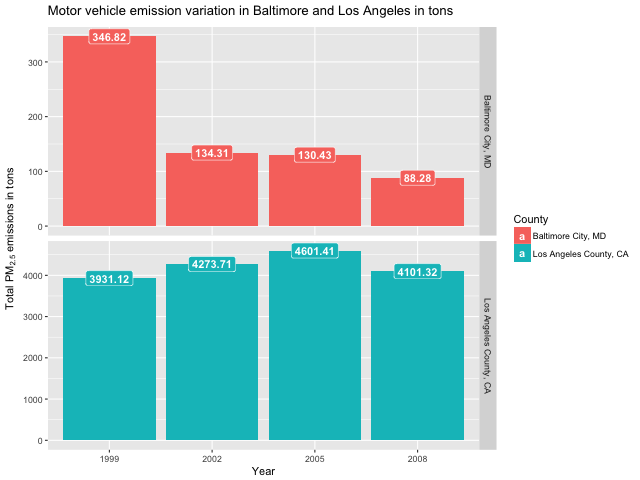 Motor vehicle emission variation in Baltimore and Los Angeles in tons
Total PM2.5 emissions in tons
300
200
100
0
346.82
134.31
130.43
88.28
Baltimore City, MD
4000
3000
2000
1000
0
3931.12
4273.71
4601.41
4101.32
Los Angeles County, CA
1999
2002
2005
2008
Year
County
a Baltimore City, MD
a Los Angeles County, CA